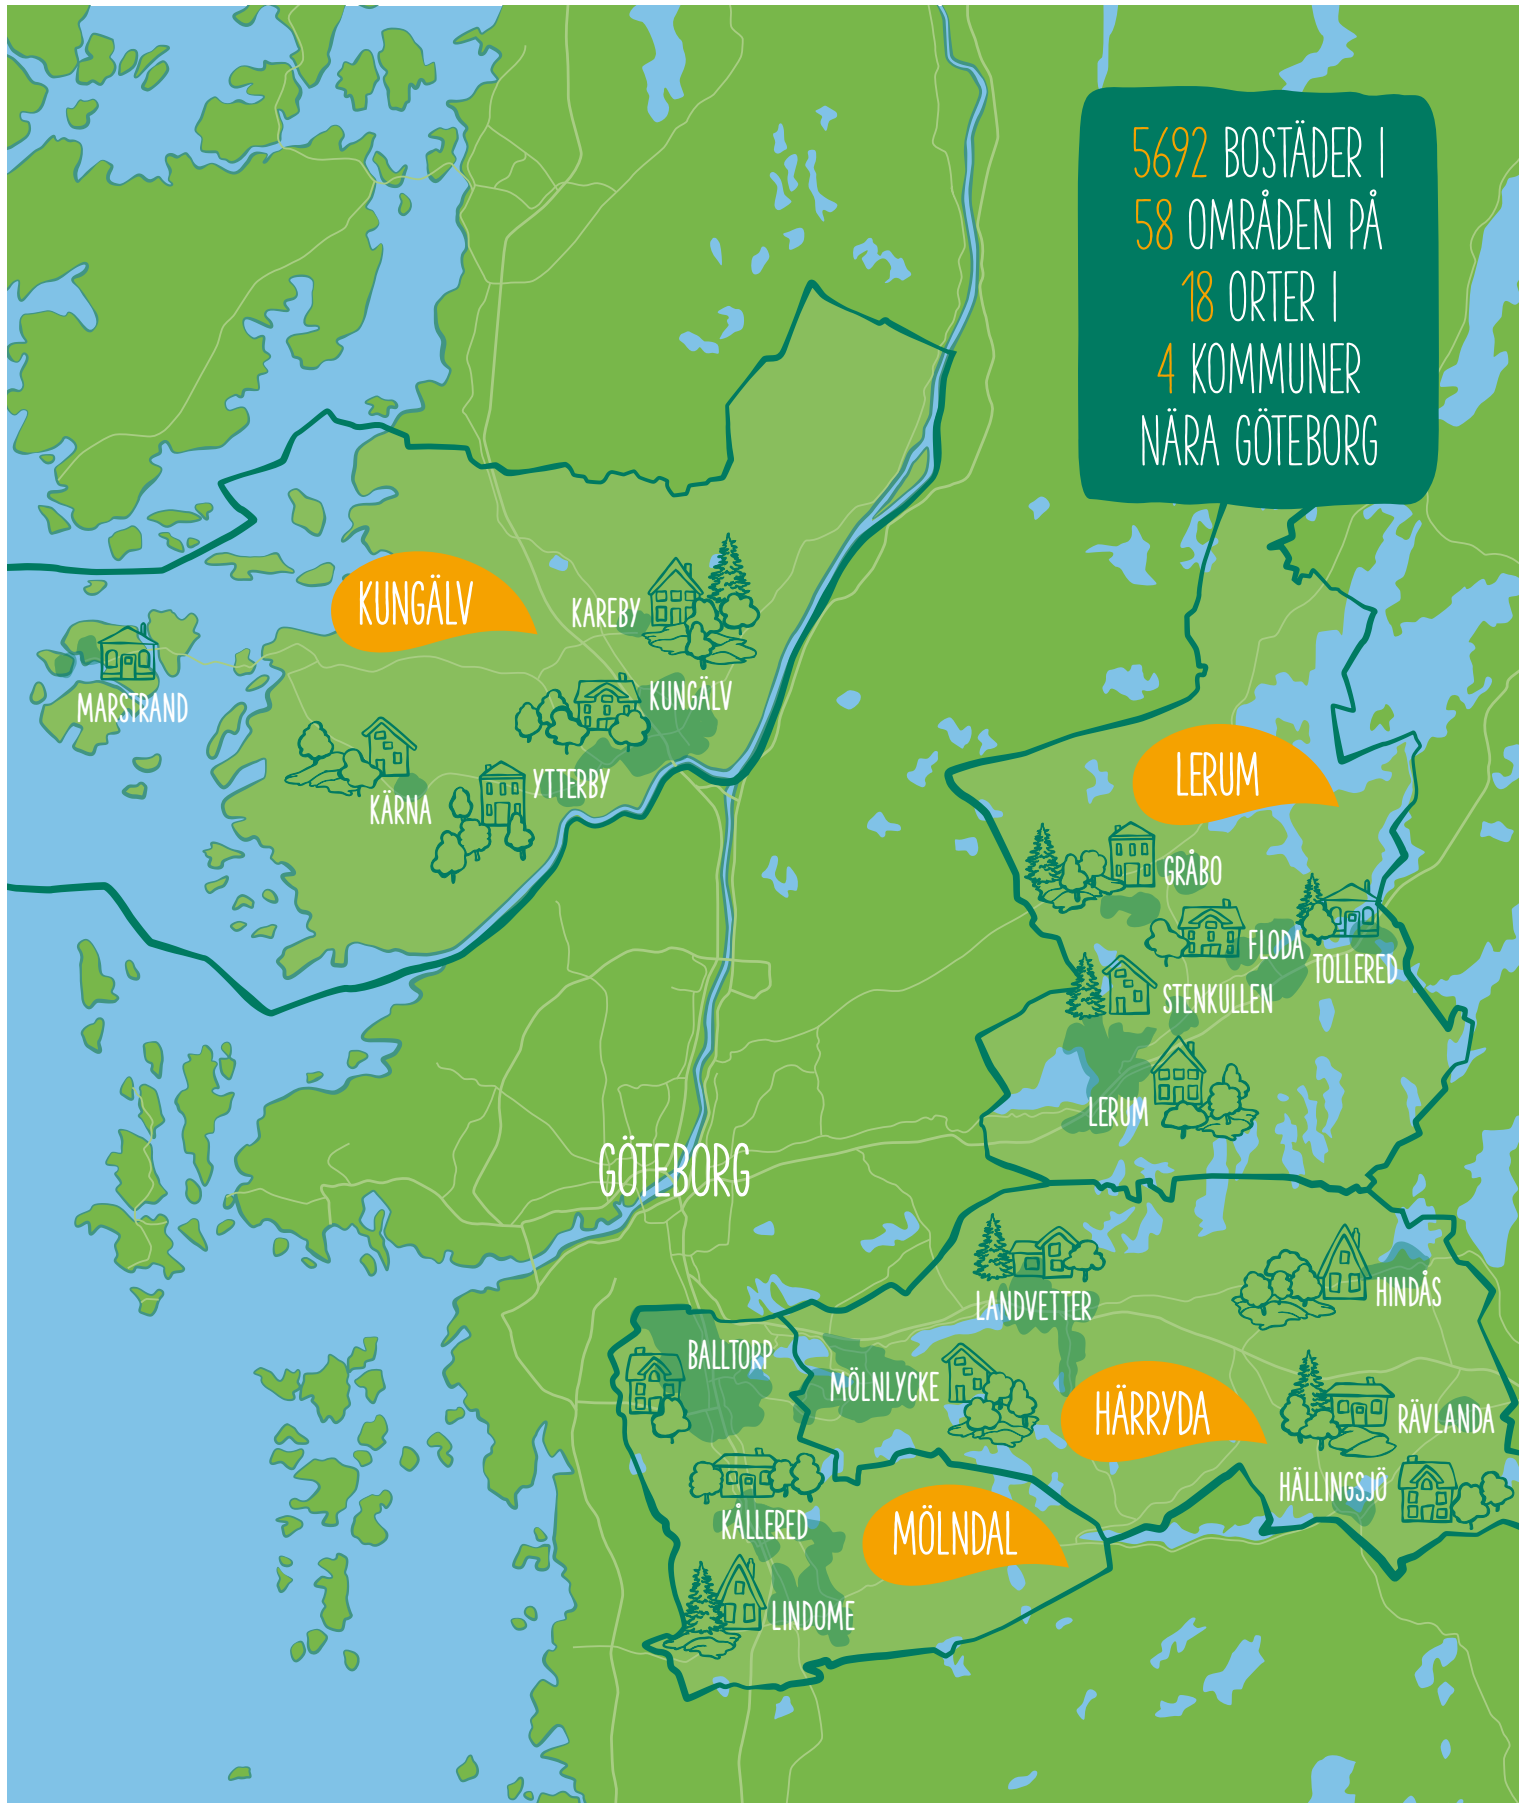 5692 BOSTÄDER I
58 OMRÅDEN PÅ
18 ORTER I
4 KOMMUNER
NÄRA GÖTEBORG
KUNGÄLV
KAREBY
MARSTRAND
KUNGÄLV
YTTERBY
KÄRNA
LERUM
GRÅBO
FLODA
TOLLERED
STENKULLEN
LERUM
GÖTEBORG
LANDVETTER
HINDÅS
BALLTORP
MÖLNLYCKE
HÄRRYDA
RÄVLANDA
HÄLLINGSJÖ
KÅLLERED
MÖLNDAL
LINDOME